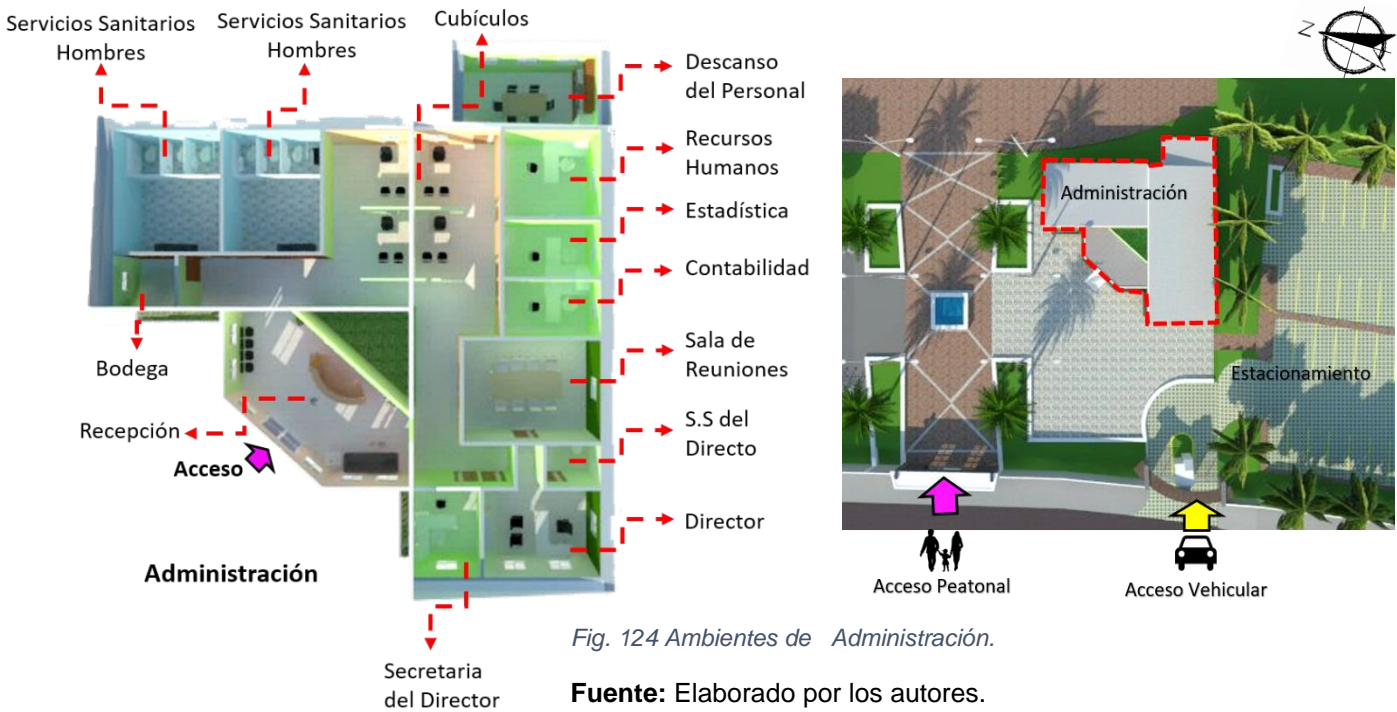 Servicios Sanitarios
Hombres
Servicios Sanitarios
Hombres
Cubículos
Descanso
del Personal
Recursos
Humanos
Estadística
Contabilidad
Sala de
Reuniones
S.S del
Directo
Director
Bodega
Recepción
Acceso
Administración
Secretaria
del Director
N
Administración
Estacionamiento
Acceso Peatonal
Acceso Vehicular
Fig. 124 Ambientes de Administración.
Fuente: Elaborado por los autores.